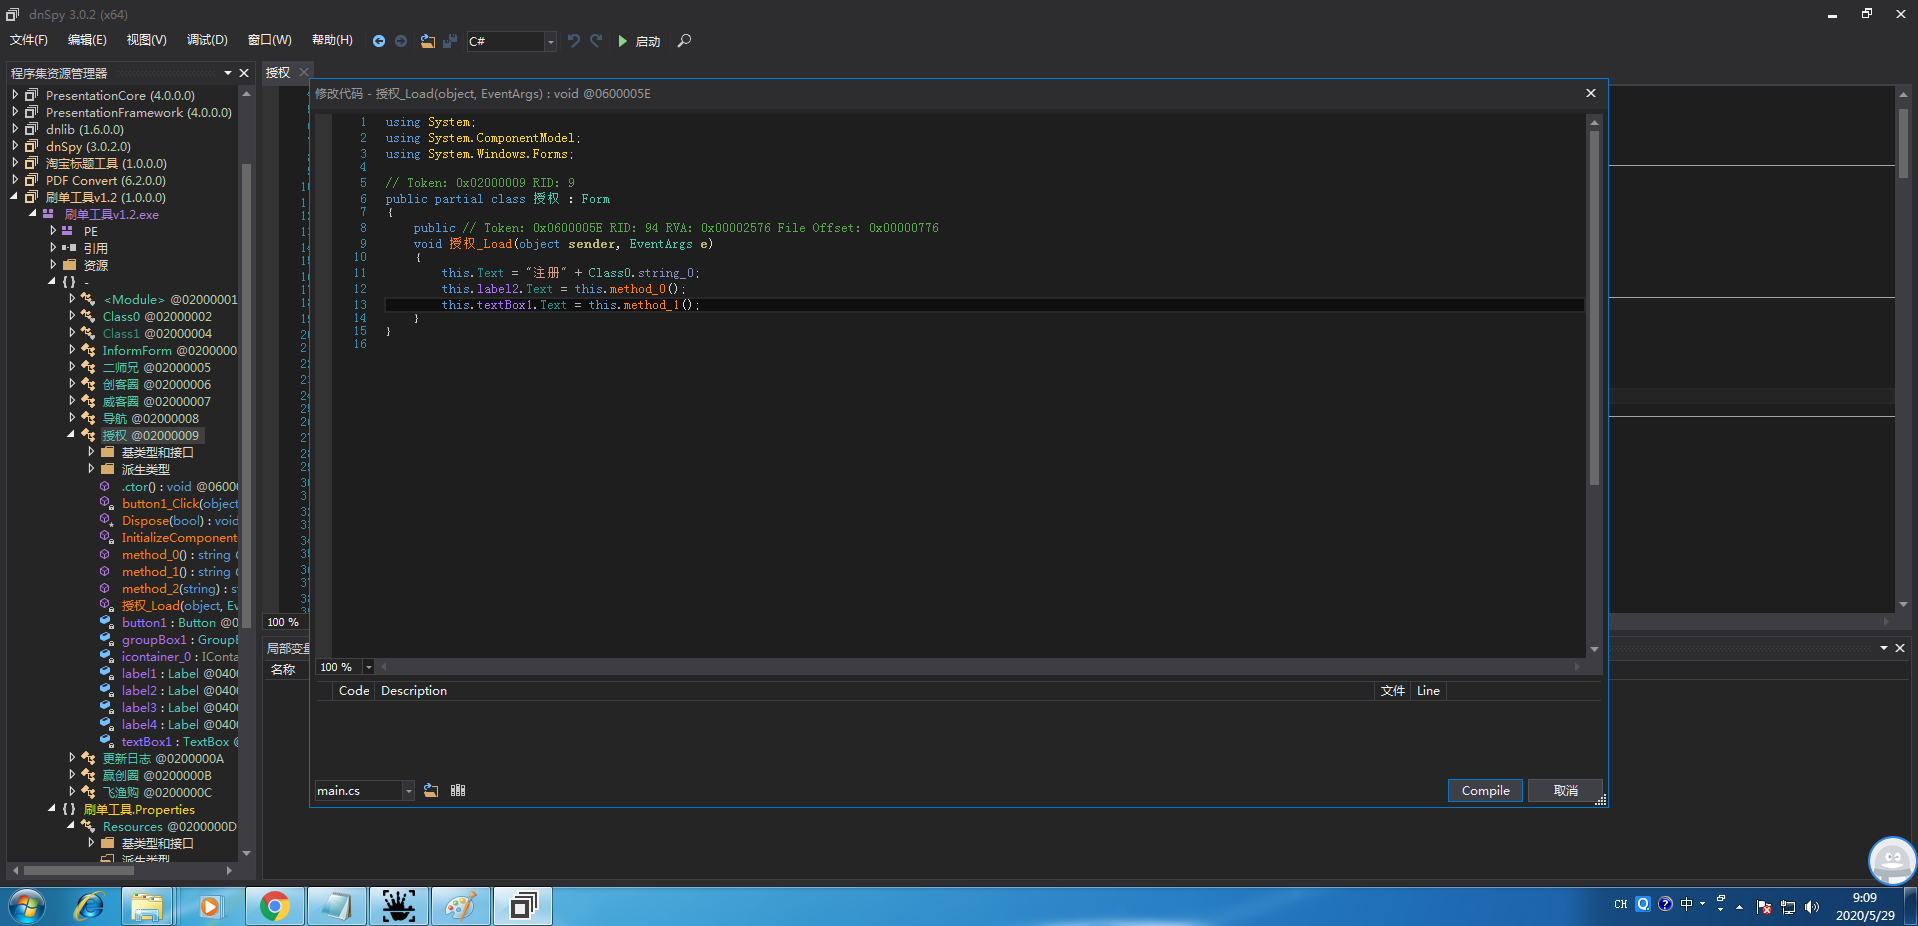 dnSpy 3.0.2 (x64)
文件(F) 编辑(E) 视图(V) 调试(D) 窗口(W) 帮助(H) C# 启动
程序集资源管理器
授权
PresentationCore (4.0.0.0)
PresentationFramework (4.0.0.0)
dnlib (1.6.0.0)
dnSpy (3.0.2.0)
淘宝标题工具 (1.0.0.0)
PDF Convert (6.2.0.0)
刷单工具v1.2 (1.0.0.0)
刷单工具v1.2.exe
PE
引用
资源
{ } -
<Module> @02000001
Class0 @02000002
Class1 @02000004
InformForm @0200000
二师兄 @02000005
创客圈 @02000006
威客圈 @02000007
导航 @02000008
授权 @02000009
基类型和接口
派生类型
.ctor() : void @0600
button1_Click(object
Dispose(bool) : void
InitializeComponent
method_0() : string
method_1() : string
method_2(string) : s
授权_Load(object, Ev
button1 : Button @0
groupBox1 : Group
icontainer_0 : IConta
label1 : Label @040
label2 : Label @040
label3 : Label @040
label4 : Label @040
textBox1 : TextBox
更新日志 @0200000A
赢创圈 @0200000B
飞渔购 @0200000C
{ } 刷单工具.Properties
Resources @0200000D
基类型和接口
派生类型
修改代码 - 授权_Load(object, EventArgs) : void @0600005E
1 using System;
2 using System.ComponentModel;
3 using System.Windows.Forms;
4
5 // Token: 0x02000009 RID: 9
6 public partial class 授权 : Form
7 {
8 public // Token: 0x0600005E RID: 94 RVA: 0x00002576 File Offset: 0x00000776
9 void 授权_Load(object sender, EventArgs e)
10 {
11 this.Text = "注册" + Class0.string_0;
12 this.label2.Text = this.method_0();
13 this.textBox1.Text = this.method_1();
14 }
15 }
16
100 %
Code Description 文件 Line
main.cs
Compile 取消
100 %
局部变量
名称
CH 中
9:09
2020/5/29